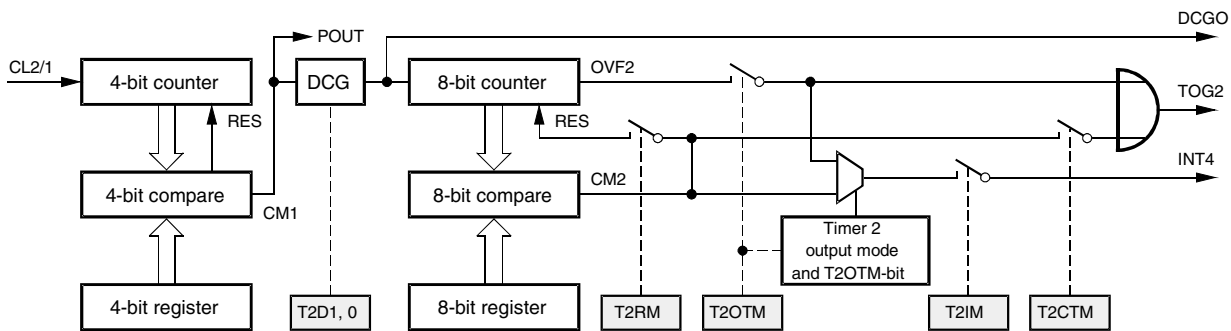 DCGO
POUT
CL2/1
4-bit counter
DCG
8-bit counter
OVF2
TOG2
RES
RES
INT4
4-bit compare
CM1
8-bit compare
CM2
Timer 2
output mode
and T2OTM-bit
4-bit register
T2D1, 0
8-bit register
T2RM
T2OTM
T2IM
T2CTM